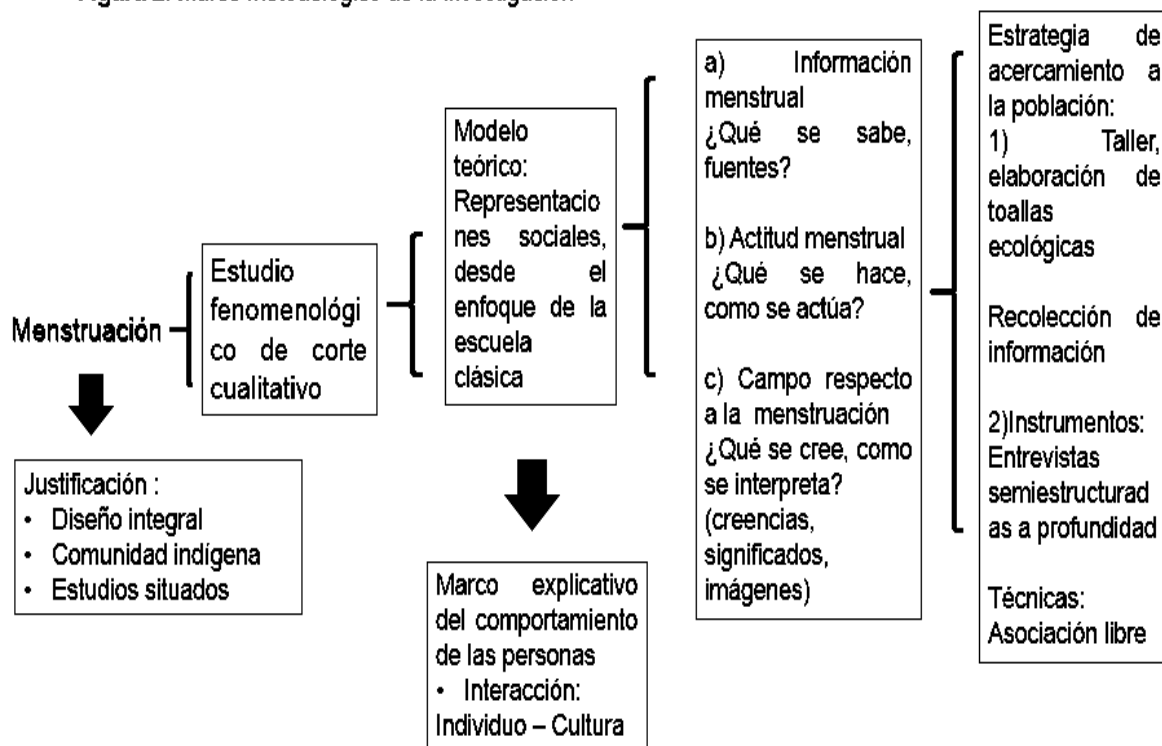 Menstruación
Justificación :
• Diseño integral
• Comunidad indígena
• Estudios situados
Estudio
fenomenológi
co de corte
cualitativo
Modelo
teórico:
Representacio
nes sociales,
desde el
enfoque de la
escuela
clásica
Marco explicativo
del comportamiento
de las personas
• Interacción:
Individuo – Cultura
a) Información
menstrual
¿Qué se sabe,
fuentes?
b) Actitud menstrual
¿Qué se hace,
como se actúa?
c) Campo respecto
a la menstruación
¿Qué se cree, como
se interpreta?
(creencias,
significados,
imágenes)
Estrategia de
acercamiento a
la población:
1) Taller,
elaboración de
toallas
ecológicas
Recolección de
información
2)Instrumentos:
Entrevistas
semiestructurad
as a profundidad
Técnicas:
Asociación libre